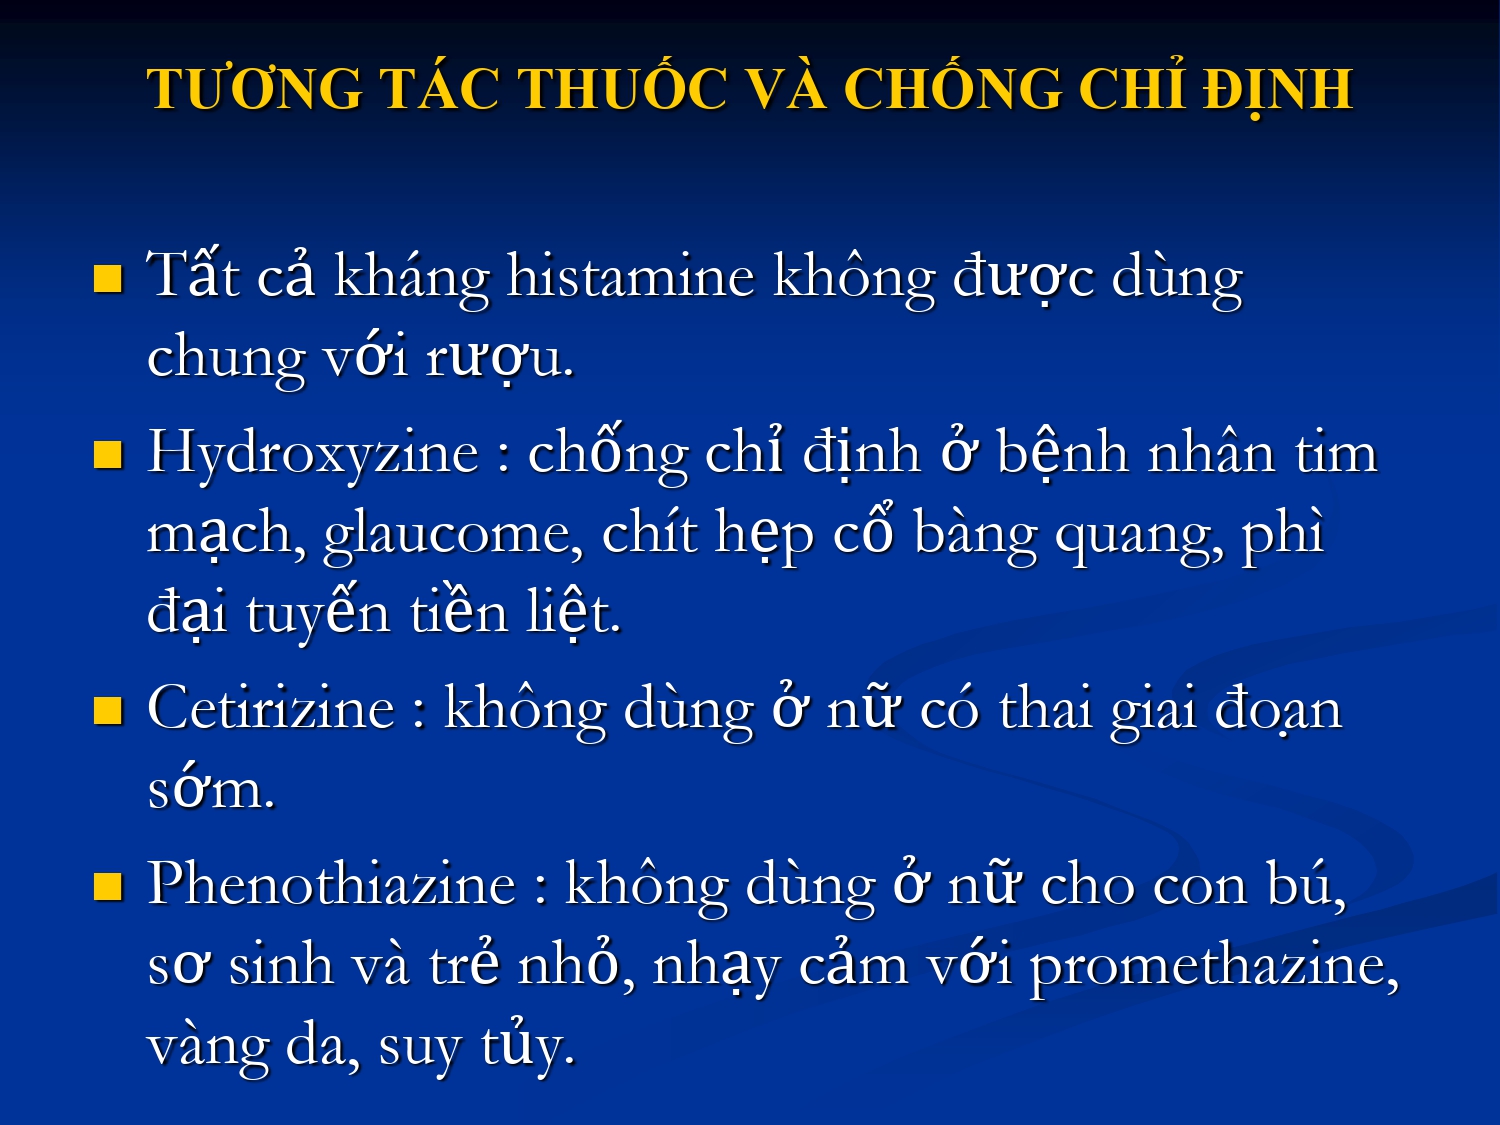 TƯƠNG TÁC THUỐC VÀ CHỐNG CHỈ ĐỊNH
Tất cả kháng histamine không được dùng
chung với rượu.
Hydroxyzine : chống chỉ định ở bệnh nhân tim
mạch, glaucome, chít hẹp cổ bàng quang, phì
đại tuyến tiền liệt.
Cetirizine : không dùng ở nữ có thai giai đoạn
sớm.
Phenothiazine : không dùng ở nữ cho con bú,
sơ sinh và trẻ nhỏ, nhạy cảm với promethazine,
vàng da, suy tủy.